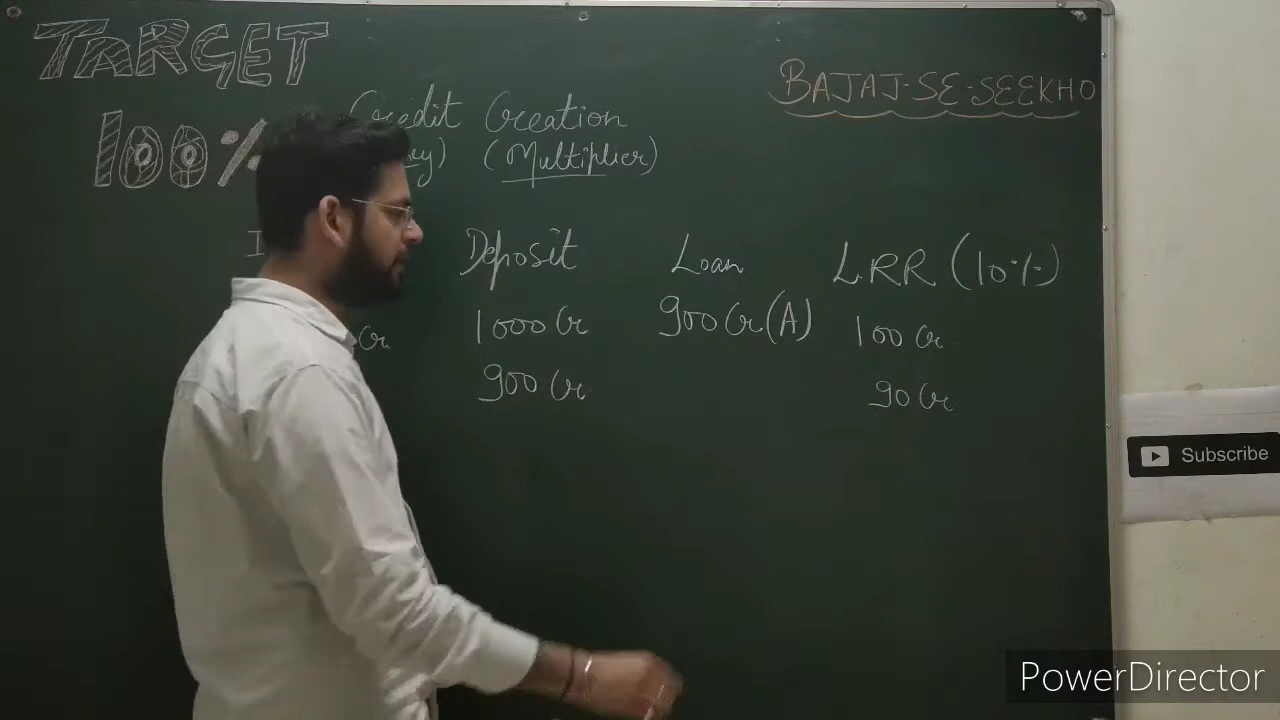 TARGET
BAJAJ-SE-SEEKHO
100%
Credit Creation
(Multiplier)
Deposit Loan LRR (10%)
1000 Cr 900 Cr (A) 100 Cr
Cr
900 Cr 90 Cr
Subscribe
PowerDirector